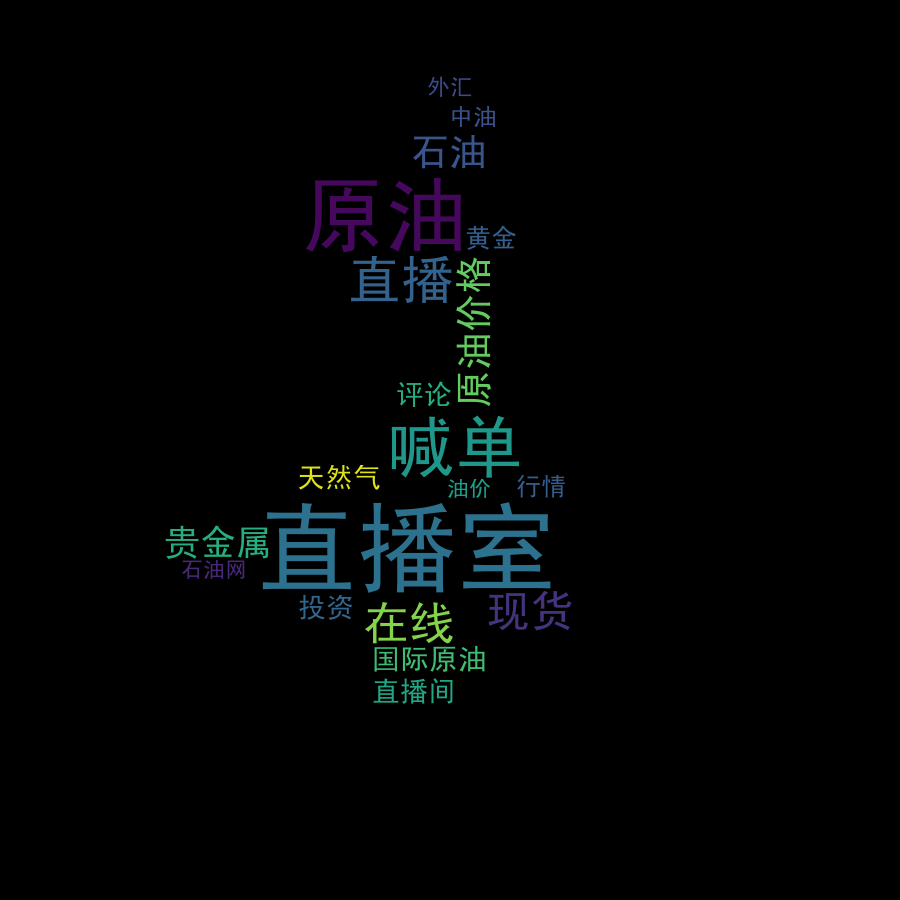 外汇
中油
石油
原油
黄金
直播
原油价格
评论
喊单
天然气
油价
行情
直播室
贵金属
石油网
投资
现货
在线
国际原油
直播间